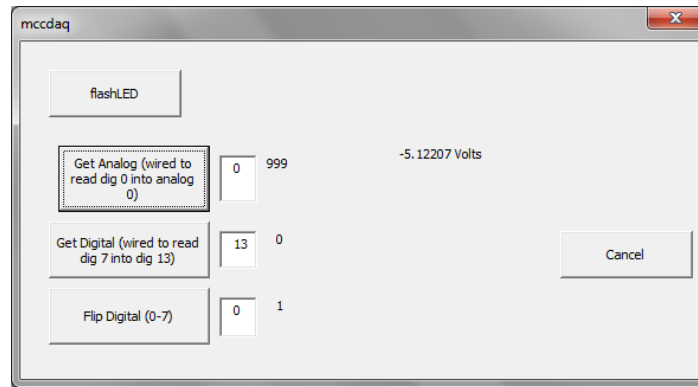 mccdaq
flashLED
Get Analog (wired to
read dig 0 into analog
0)
0
999
-5.12207 Volts
Get Digital (wired to read
dig 7 into dig 13)
13
0
Cancel
Flip Digital (0-7)
0
1